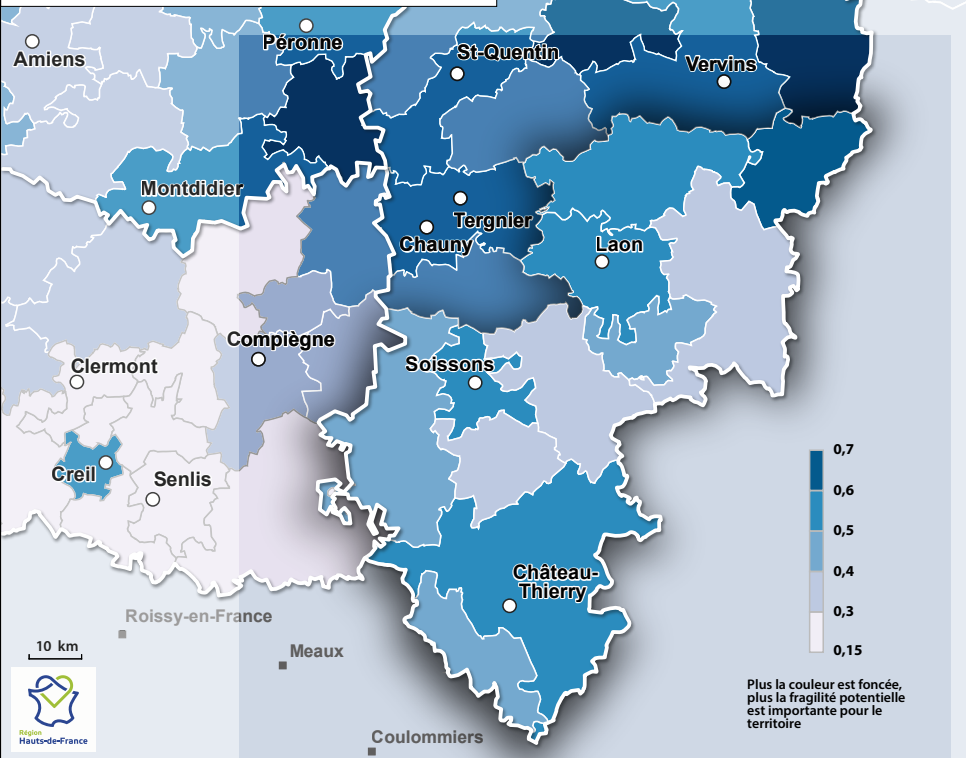 Péronne
Amiens
St-Quentin
Vervins
Montdidier
Tergnier
Chauny
Laon
Compiègne
Clermont
Soissons
Creil
Senlis
0,7
0,6
0,5
0,4
0,3
0,15
Château-
Thierry
Roissy-en-France
Meaux
10 km
Plus la couleur est foncée,
plus la fragilité potentielle
est importante pour le
territoire
Région
Hauts-de-France
Coulommiers